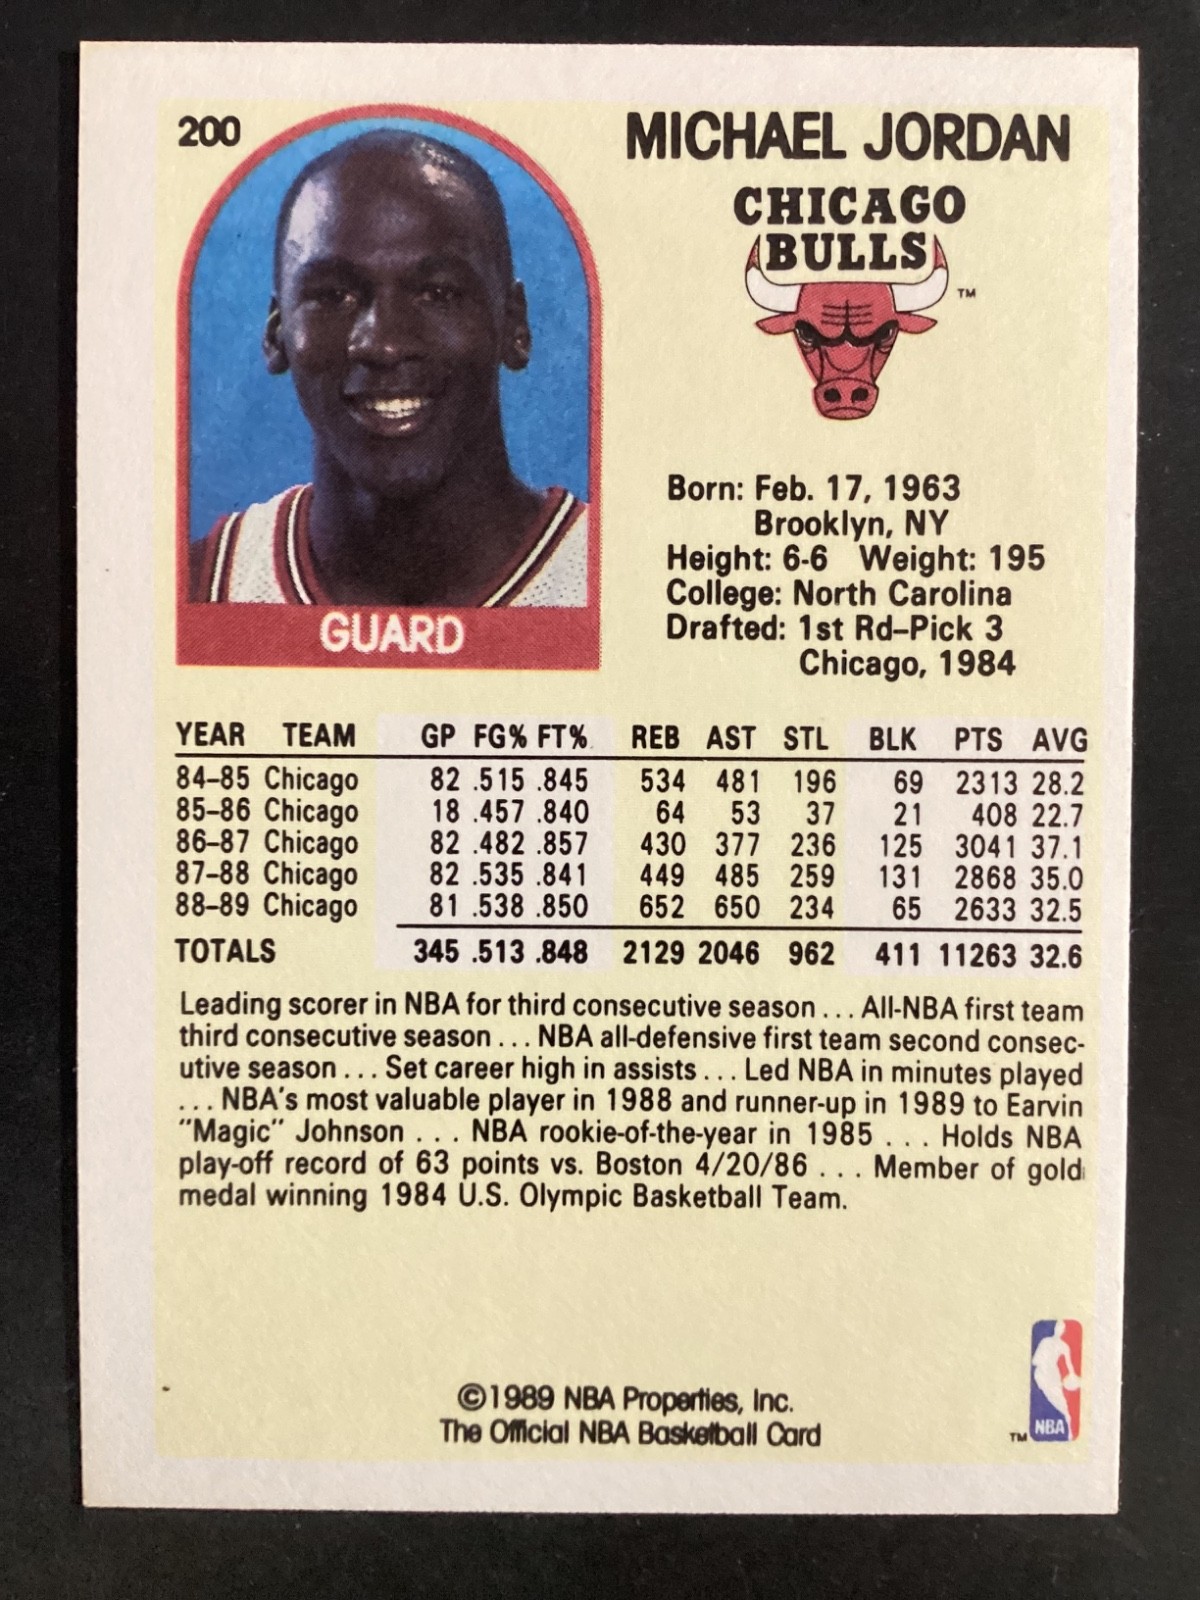 200
MICHAEL JORDAN
CHICAGO
BULLS
TM
Born: Feb. 17, 1963
Brooklyn, NY
Height: 6-6 Weight: 195
College: North Carolina
Drafted: 1st Rd–Pick 3
Chicago, 1984
GUARD
YEAR TEAM GP FG% FT% REB AST STL BLK PTS AVG
84–85 Chicago 82 .515 .845 534 481 196 69 2313 28.2
85–86 Chicago 18 .457 .840 64 53 37 21 408 22.7
86–87 Chicago 82 .482 .857 430 377 236 125 3041 37.1
87–88 Chicago 82 .535 .841 449 485 259 131 2868 35.0
88–89 Chicago 81 .538 .850 652 650 234 65 2633 32.5
TOTALS 345 .513 .848 2129 2046 962 411 11263 32.6
Leading scorer in NBA for third consecutive season . . . All-NBA first team
third consecutive season . . . NBA all-defensive first team second consec-
utive season . . . Set career high in assists . . . Led NBA in minutes played
. . . NBA's most valuable player in 1988 and runner-up in 1989 to Earvin
"Magic" Johnson . . . NBA rookie-of-the-year in 1985 . . . Holds NBA
play-off record of 63 points vs. Boston 4/20/86 . . . Member of gold
medal winning 1984 U.S. Olympic Basketball Team.
©1989 NBA Properties, Inc.
The Official NBA Basketball Card
TM NBA